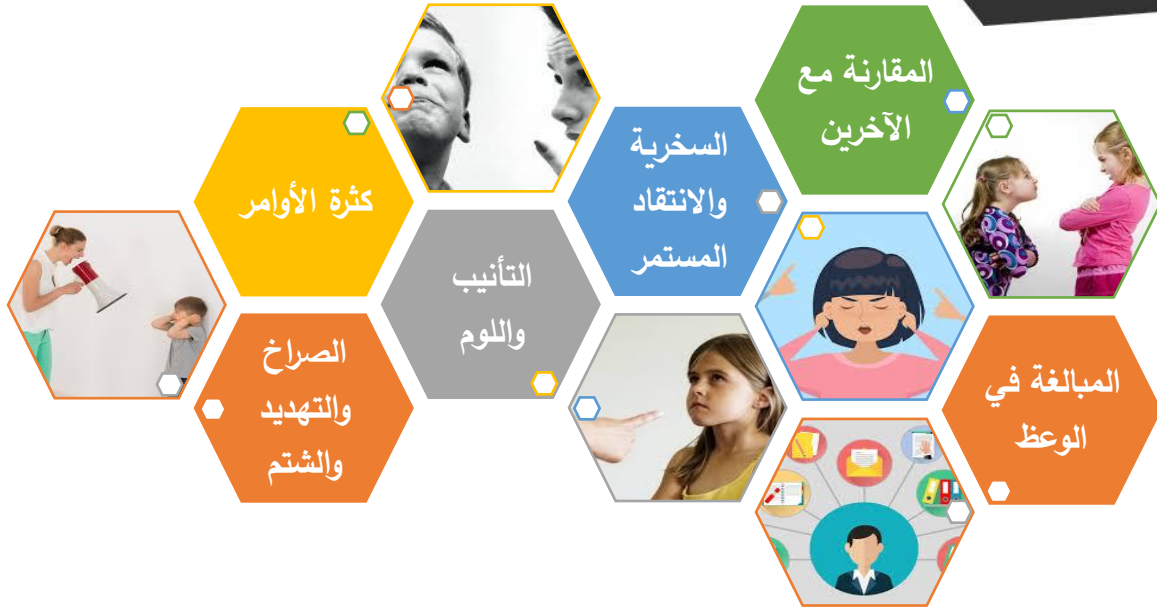 المقارنة مع
الآخرين
السخرية
والانتقاد
المستمر
كثرة الأوامر
التأنيب
واللوم
المبالغة في
الوعظ
الصراخ
والتهديد
والشتم